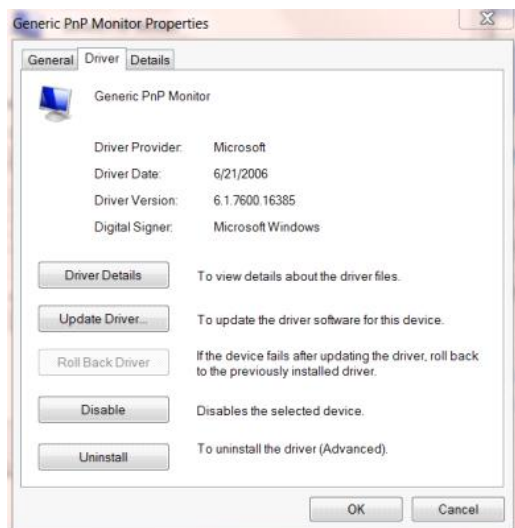 Generic PnP Monitor Properties
General Driver Details
Generic PnP Monitor
Driver Provider: Microsoft
Driver Date: 6/21/2006
Driver Version: 6.1.7600.16385
Digital Signer: Microsoft Windows
Driver Details To view details about the driver files.
Update Driver... To update the driver software for this device.
Roll Back Driver If the device fails after updating the driver, roll back
to the previously installed driver.
Disable Disables the selected device.
Uninstall To uninstall the driver (Advanced).
OK Cancel